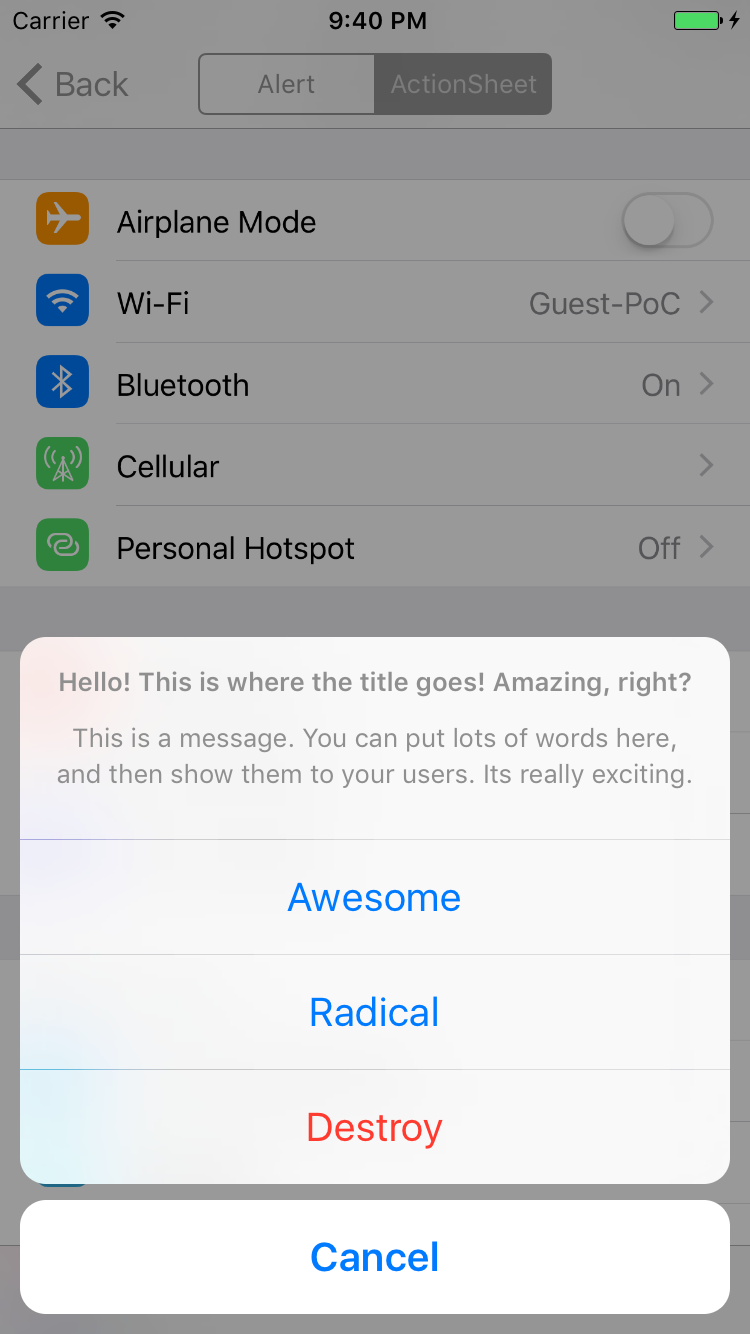 Carrier 9:40 PM
Back Alert ActionSheet
Airplane Mode
Wi-Fi Guest-PoC
Bluetooth On
Cellular
Personal Hotspot Off
Hello! This is where the title goes! Amazing, right?
This is a message. You can put lots of words here,
and then show them to your users. Its really exciting.
Awesome
Radical
Destroy
Cancel